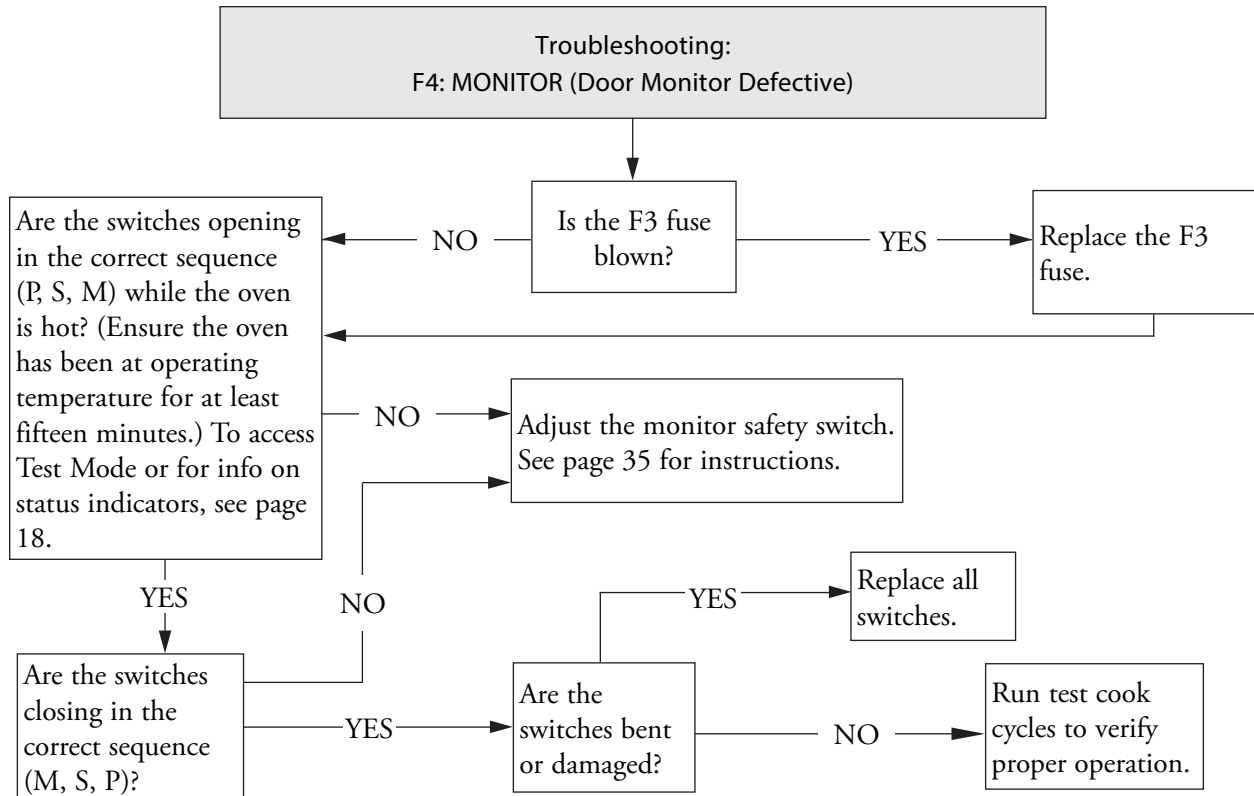 Troubleshooting:
F4: MONITOR (Door Monitor Defective)
Is the F3 fuse
blown?
NO
YES
Replace the F3
fuse.
Are the switches opening
in the correct sequence
(P, S, M) while the oven
is hot? (Ensure the oven
has been at operating
temperature for at least
fifteen minutes.) To access
Test Mode or for info on
status indicators, see page
18.
NO
Adjust the monitor safety switch.
See page 35 for instructions.
YES
NO
Are the switches
closing in the
correct sequence
(M, S, P)?
YES
Are the
switches bent
or damaged?
YES
Replace all
switches.
NO
Run test cook
cycles to verify
proper operation.